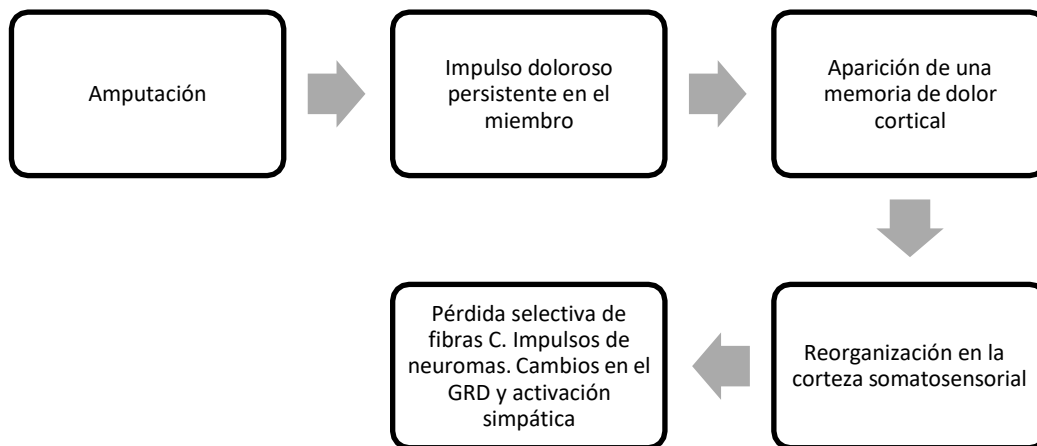 Amputación
Impulso doloroso
persistente en el
miembro
Aparición de una
memoria de dolor
cortical
Reorganización en la
corteza somatosensorial
Pérdida selectiva de
fibras C. Impulsos de
neuromas. Cambios en el
GRD y activación
simpática